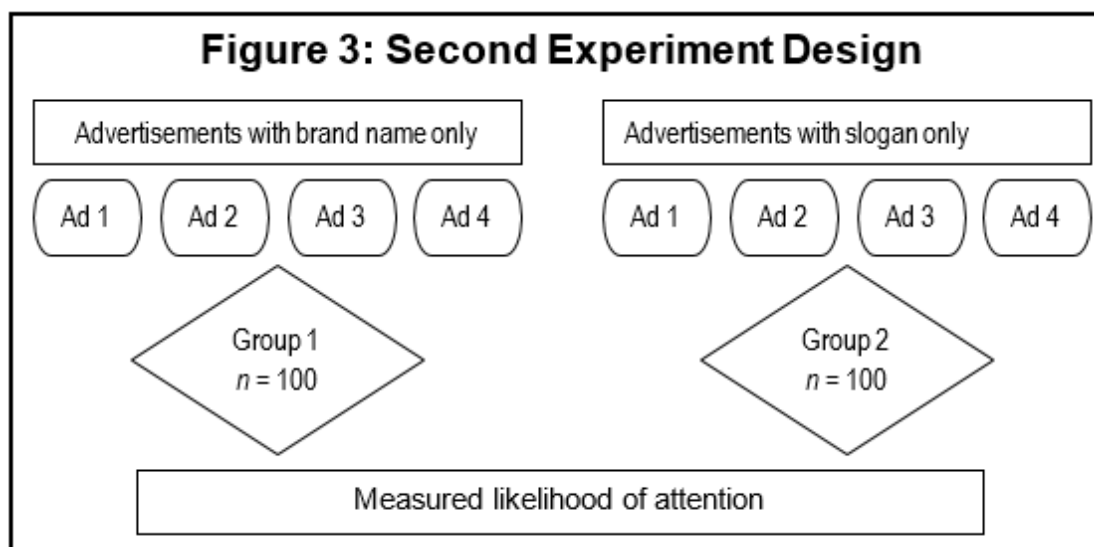 Figure 3: Second Experiment Design
Advertisements with brand name only
Advertisements with slogan only
Ad 1
Ad 2
Ad 3
Ad 4
Ad 1
Ad 2
Ad 3
Ad 4
Group 1
n = 100
Group 2
n = 100
Measured likelihood of attention